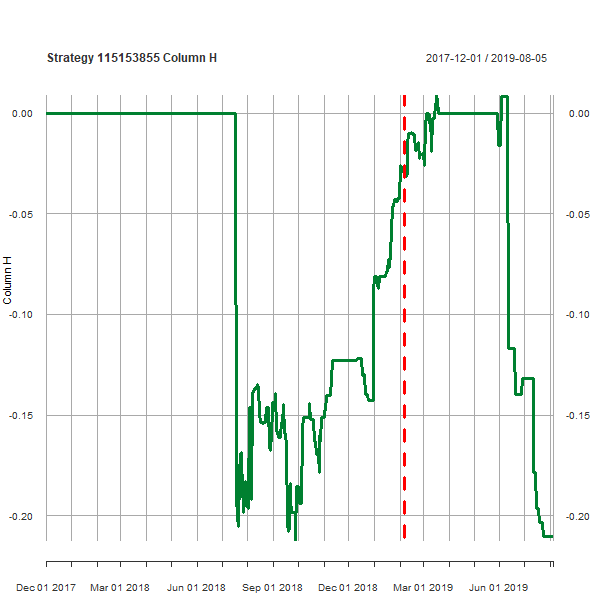 Strategy 115153855 Column H
2017-12-01 / 2019-08-05
0.00
0.00
-0.05
-0.05
-0.10
-0.10
-0.15
-0.15
-0.20
-0.20
Column H
Dec 01 2017
Mar 01 2018
Jun 01 2018
Sep 01 2018
Dec 01 2018
Mar 01 2019
Jun 01 2019